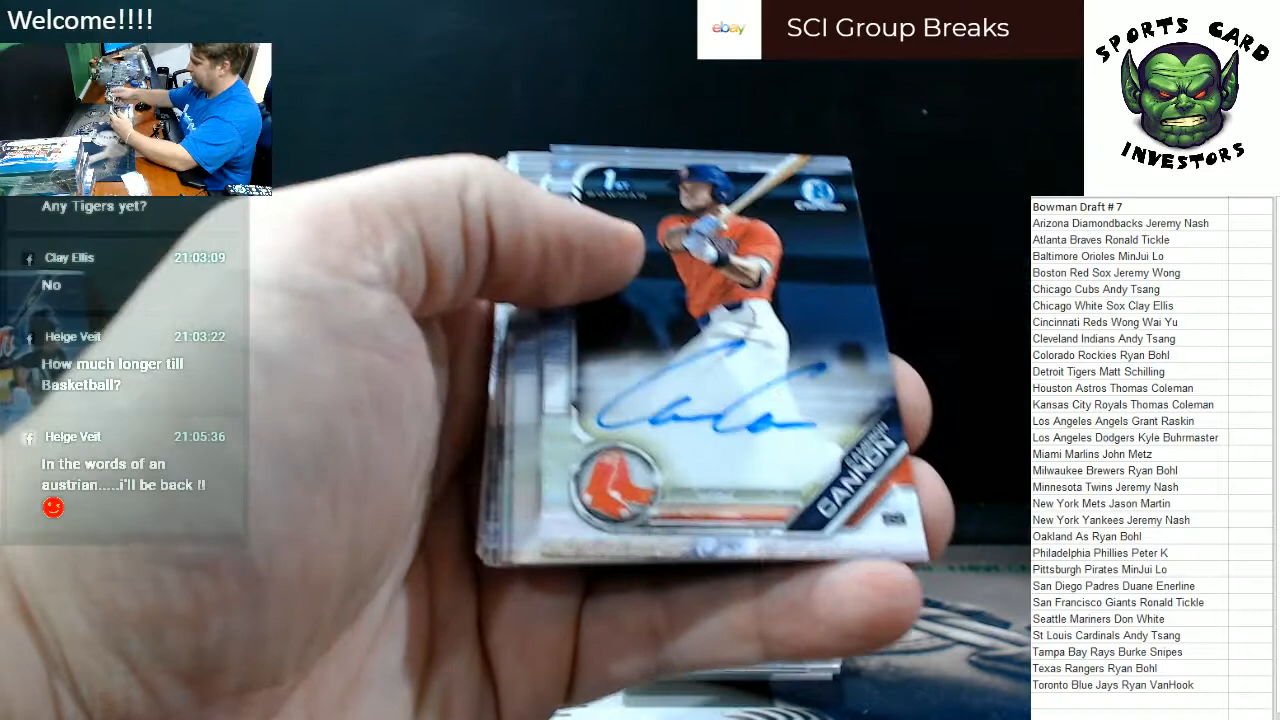 Welcome!!!!
ebay
SCI Group Breaks
SPORTS CARD
INVESTORS
Any Tigers yet?
Clay Ellis 21:03:09
No
Helge Veit 21:03:22
How much longer till
Basketball?
Helge Veit 21:05:36
In the words of an
austrian.....i'll be back !!
1ST
BOWMAN
GANNON
Bowman Draft # 7
Arizona Diamondbacks Jeremy Nash
Atlanta Braves Ronald Tickle
Baltimore Orioles MinJui Lo
Boston Red Sox Jeremy Wong
Chicago Cubs Andy Tsang
Chicago White Sox Clay Ellis
Cincinnati Reds Wong Wai Yu
Cleveland Indians Andy Tsang
Colorado Rockies Ryan Bohl
Detroit Tigers Matt Schilling
Houston Astros Thomas Coleman
Kansas City Royals Thomas Coleman
Los Angeles Angels Grant Raskin
Los Angeles Dodgers Kyle Buhrmaster
Miami Marlins John Metz
Milwaukee Brewers Ryan Bohl
Minnesota Twins Jeremy Nash
New York Mets Jason Martin
New York Yankees Jeremy Nash
Oakland As Ryan Bohl
Philadelphia Phillies Peter K
Pittsburgh Pirates MinJui Lo
San Diego Padres Duane Enerline
San Francisco Giants Ronald Tickle
Seattle Mariners Don White
St Louis Cardinals Andy Tsang
Tampa Bay Rays Burke Snipes
Texas Rangers Ryan Bohl
Toronto Blue Jays Ryan VanHook